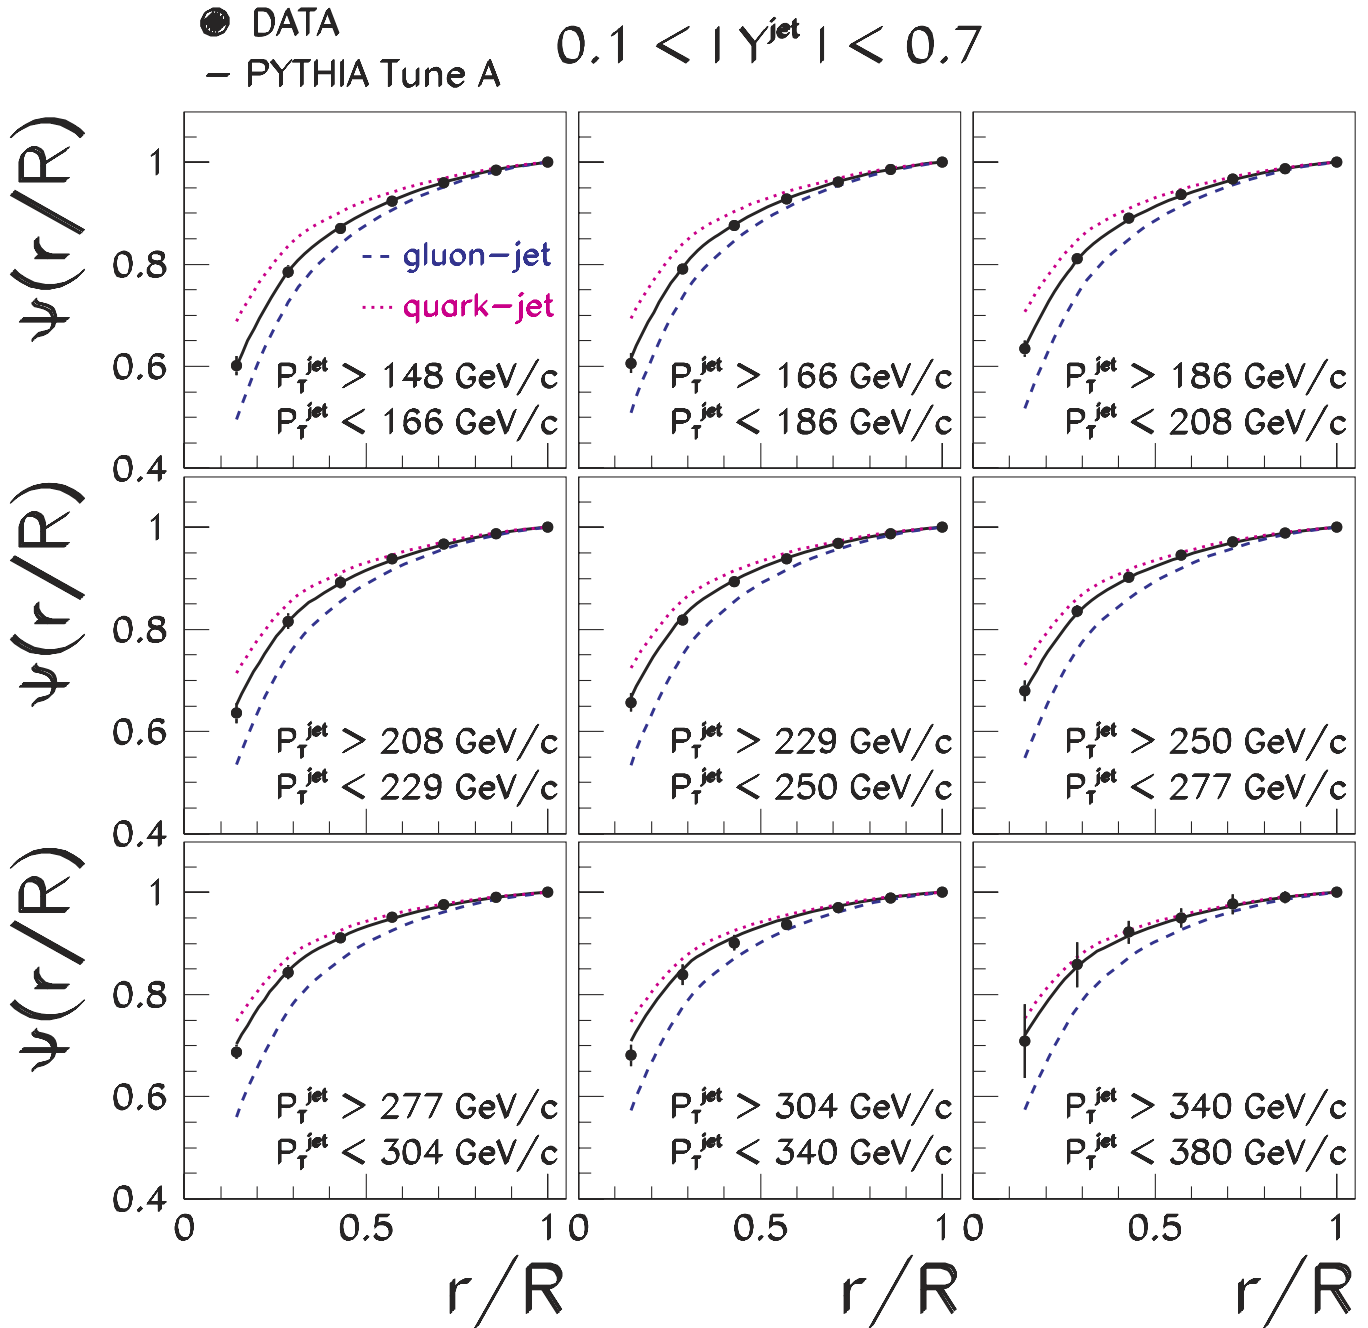 DATA
0.1 < | Y^jet | < 0.7
– PYTHIA Tune A
Ψ(r/R)
1
0.8
0.6
0.4
gluon–jet
quark–jet
P_T^jet > 148 GeV/c
P_T^jet < 166 GeV/c
P_T^jet > 166 GeV/c
P_T^jet < 186 GeV/c
P_T^jet > 186 GeV/c
P_T^jet < 208 GeV/c
Ψ(r/R)
1
0.8
0.6
0.4
P_T^jet > 208 GeV/c
P_T^jet < 229 GeV/c
P_T^jet > 229 GeV/c
P_T^jet < 250 GeV/c
P_T^jet > 250 GeV/c
P_T^jet < 277 GeV/c
Ψ(r/R)
1
0.8
0.6
0.4
P_T^jet > 277 GeV/c
P_T^jet < 304 GeV/c
P_T^jet > 304 GeV/c
P_T^jet < 340 GeV/c
P_T^jet > 340 GeV/c
P_T^jet < 380 GeV/c
0 0.5 1 0 0.5 1 0 0.5 1
r/R r/R r/R